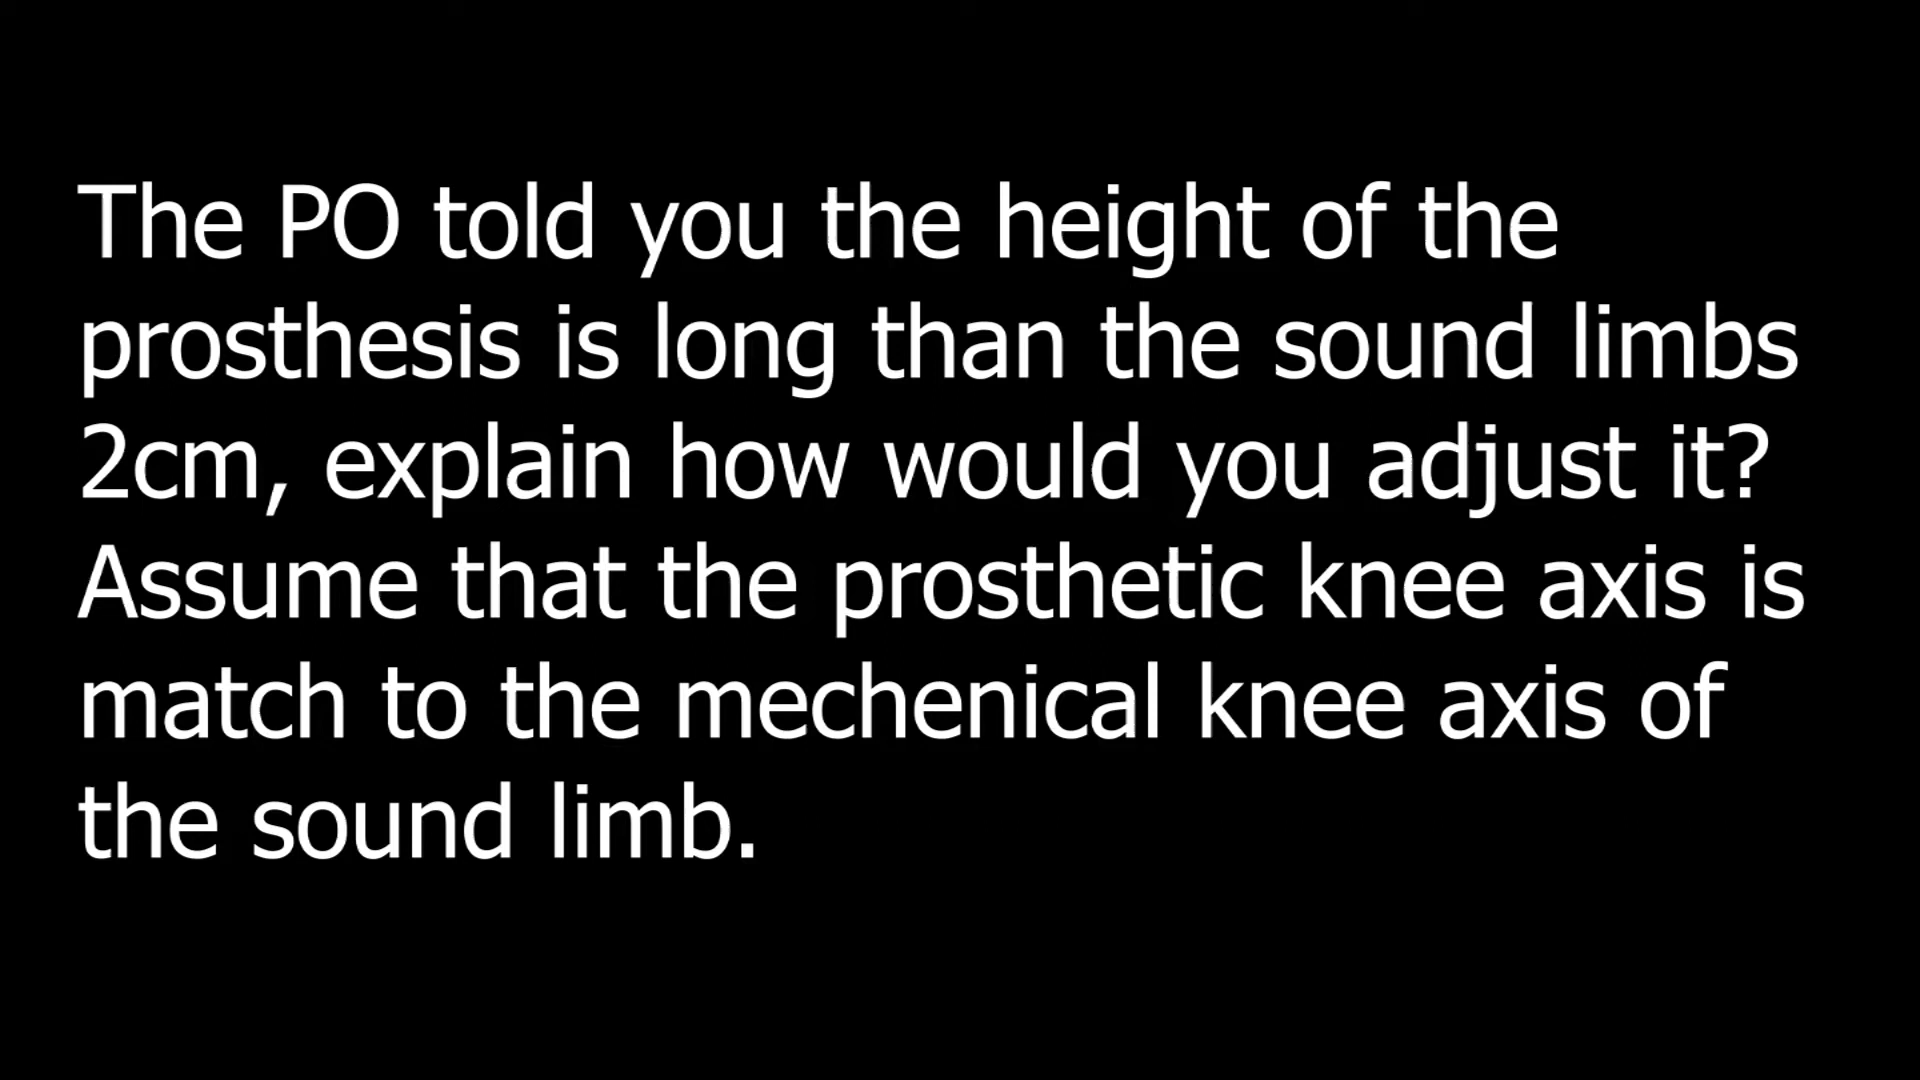 The PO told you the height of the
prosthesis is long than the sound limbs
2cm, explain how would you adjust it?
Assume that the prosthetic knee axis is
match to the mechenical knee axis of
the sound limb.